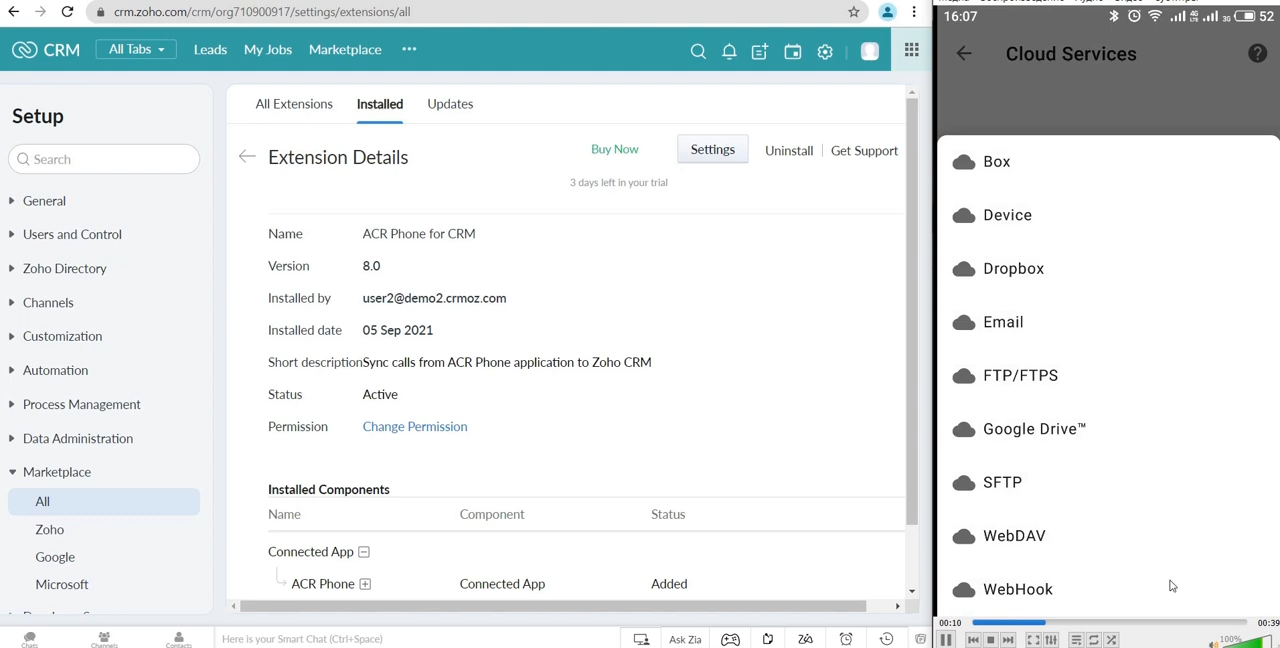 crm.zoho.com/crm/org710900917/settings/extensions/all
CRM All Tabs Leads My Jobs Marketplace •••
Setup
Search
General
Users and Control
Zoho Directory
Channels
Customization
Automation
Process Management
Data Administration
Marketplace
All
Zoho
Google
Microsoft
All Extensions Installed Updates
Extension Details
Buy Now Settings Uninstall Get Support
3 days left in your trial
Name ACR Phone for CRM
Version 8.0
Installed by user2@demo2.crmoz.com
Installed date 05 Sep 2021
Short description Sync calls from ACR Phone application to Zoho CRM
Status Active
Permission Change Permission
Installed Components
Name Component Status
Connected App
ACR Phone Connected App Added
Chats Channels Contacts
Here is your Smart Chat (Ctrl+Space)
Ask Zia
16:07 4G 3G 52
Cloud Services
Box
Device
Dropbox
Email
FTP/FTPS
Google Drive™
SFTP
WebDAV
WebHook
00:10 00:39
100%